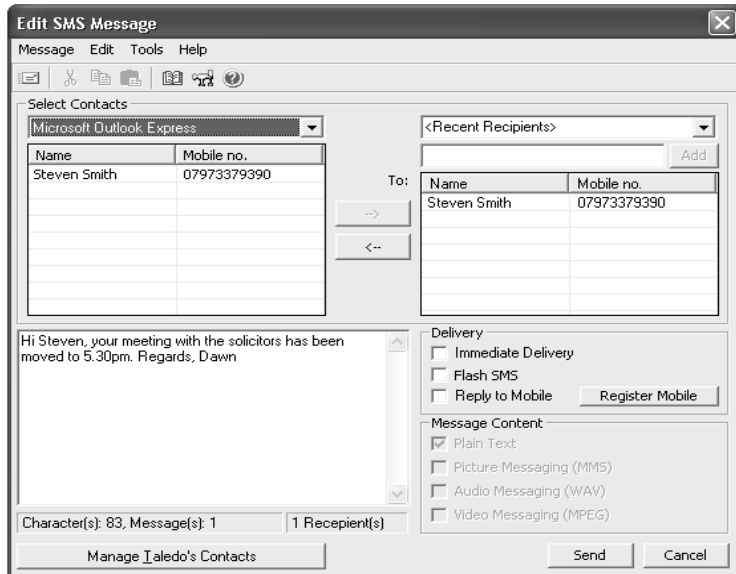 Edit SMS Message
Message Edit Tools Help
Select Contacts
Microsoft Outlook Express
<Recent Recipients>
Add
Name Mobile no.
Steven Smith 07973379390
To:
-->
<--
Name Mobile no.
Steven Smith 07973379390
Hi Steven, your meeting with the solicitors has been
moved to 5.30pm. Regards, Dawn
Character(s): 83, Message(s): 1 1 Recepient(s)
Delivery
Immediate Delivery
Flash SMS
Reply to Mobile Register Mobile
Message Content
Plain Text
Picture Messaging (MMS)
Audio Messaging (WAV)
Video Messaging (MPEG)
Manage Taledo's Contacts Send Cancel